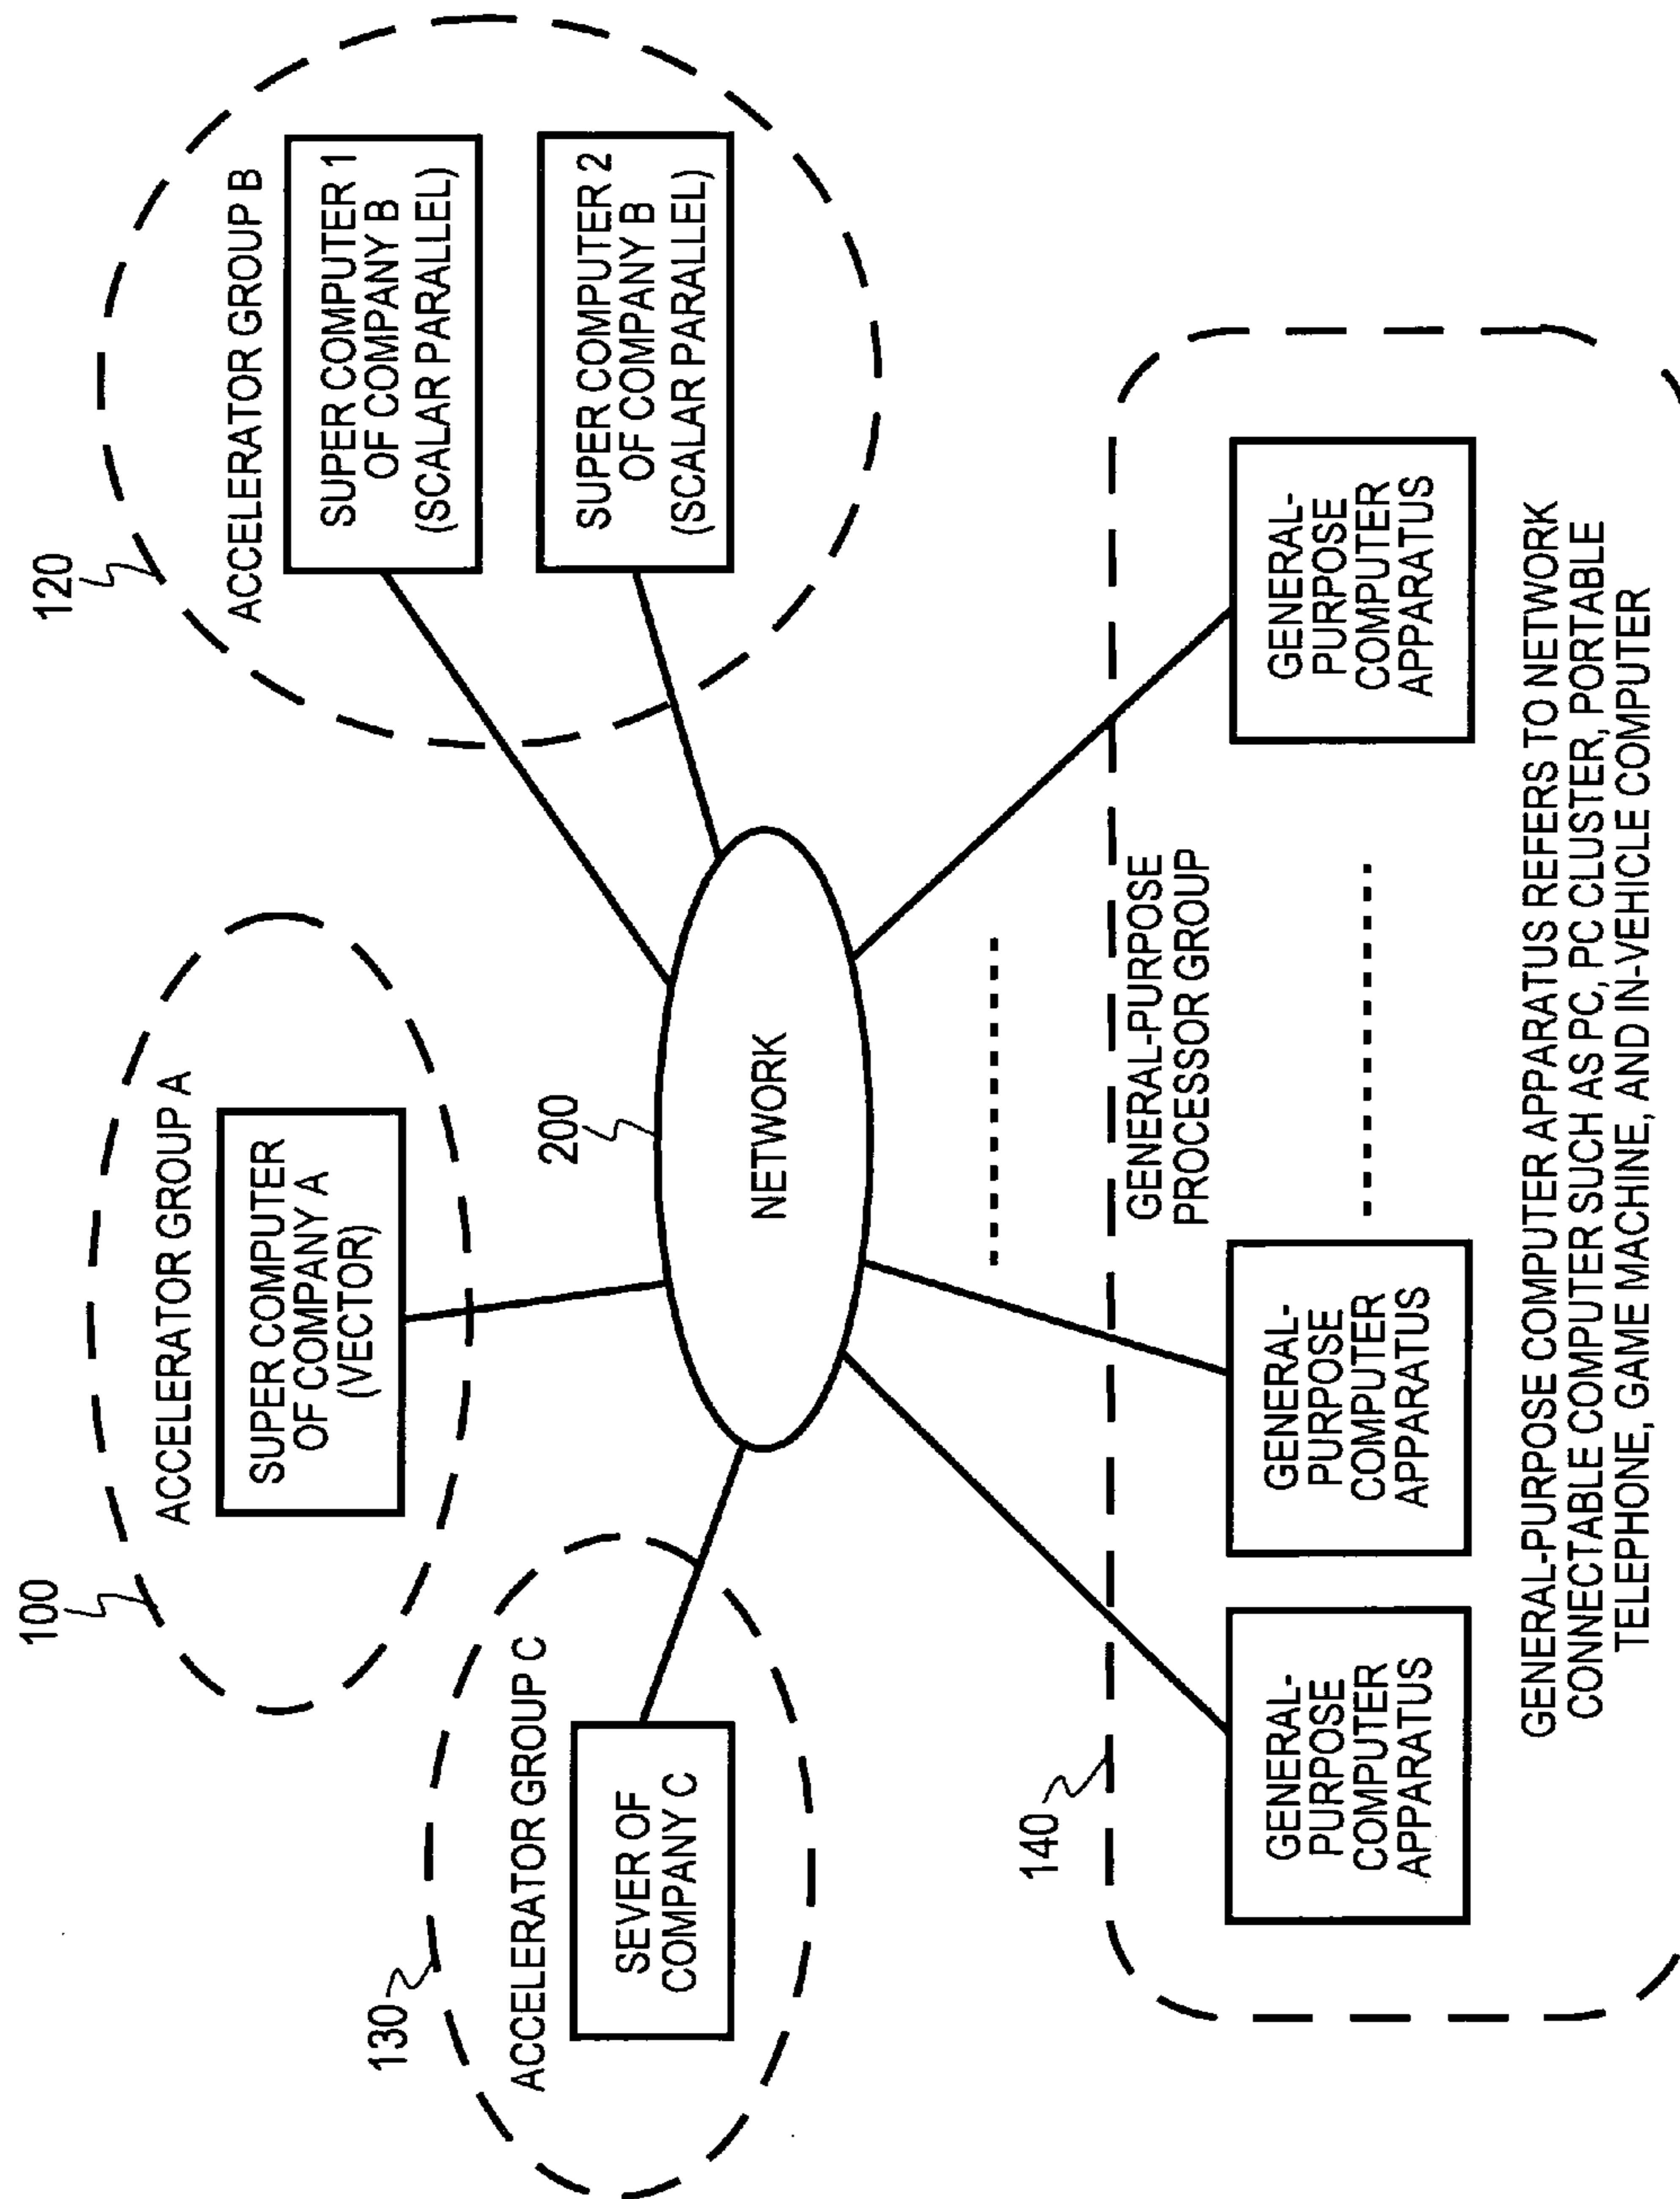 100
ACCELERATOR GROUP A
SUPER COMPUTER
OF COMPANY A
(VECTOR)
120
ACCELERATOR GROUP B
SUPER COMPUTER 1
OF COMPANY B
(SCALAR PARALLEL)
SUPER COMPUTER 2
OF COMPANY B
(SCALAR PARALLEL)
130
ACCELERATOR GROUP C
SEVER OF
COMPANY C
200
NETWORK
140
GENERAL-PURPOSE
PROCESSOR GROUP
GENERAL-
PURPOSE
COMPUTER
APPARATUS
GENERAL-
PURPOSE
COMPUTER
APPARATUS
GENERAL-
PURPOSE
COMPUTER
APPARATUS
GENERAL-PURPOSE COMPUTER APPARATUS REFERS TO NETWORK
CONNECTABLE COMPUTER SUCH AS PC, PC CLUSTER, PORTABLE
TELEPHONE, GAME MACHINE, AND IN-VEHICLE COMPUTER